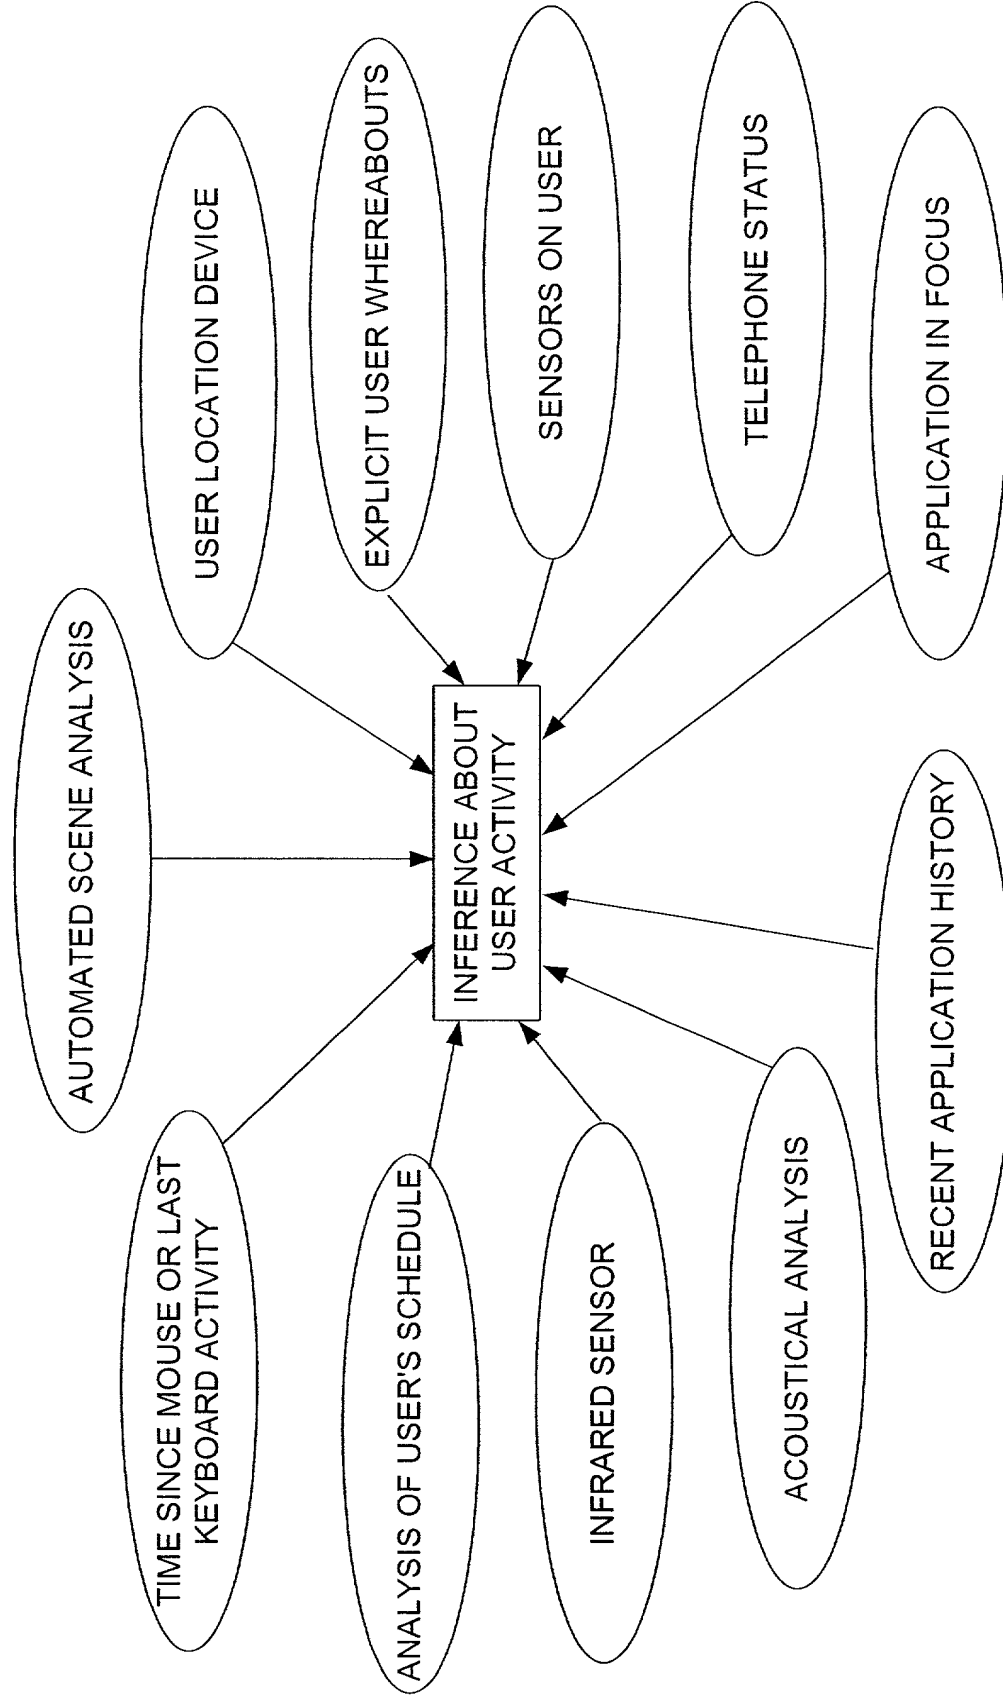 AUTOMATED SCENE ANALYSIS
TIME SINCE MOUSE OR LAST
KEYBOARD ACTIVITY
USER LOCATION DEVICE
ANALYSIS OF USER'S SCHEDULE
EXPLICIT USER WHEREABOUTS
INFERENCE ABOUT
USER ACTIVITY
INFRARED SENSOR
SENSORS ON USER
ACOUSTICAL ANALYSIS
TELEPHONE STATUS
RECENT APPLICATION HISTORY
APPLICATION IN FOCUS